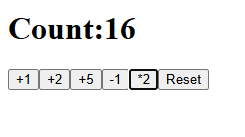 Count:16
+1 +2 +5 -1 *2 Reset